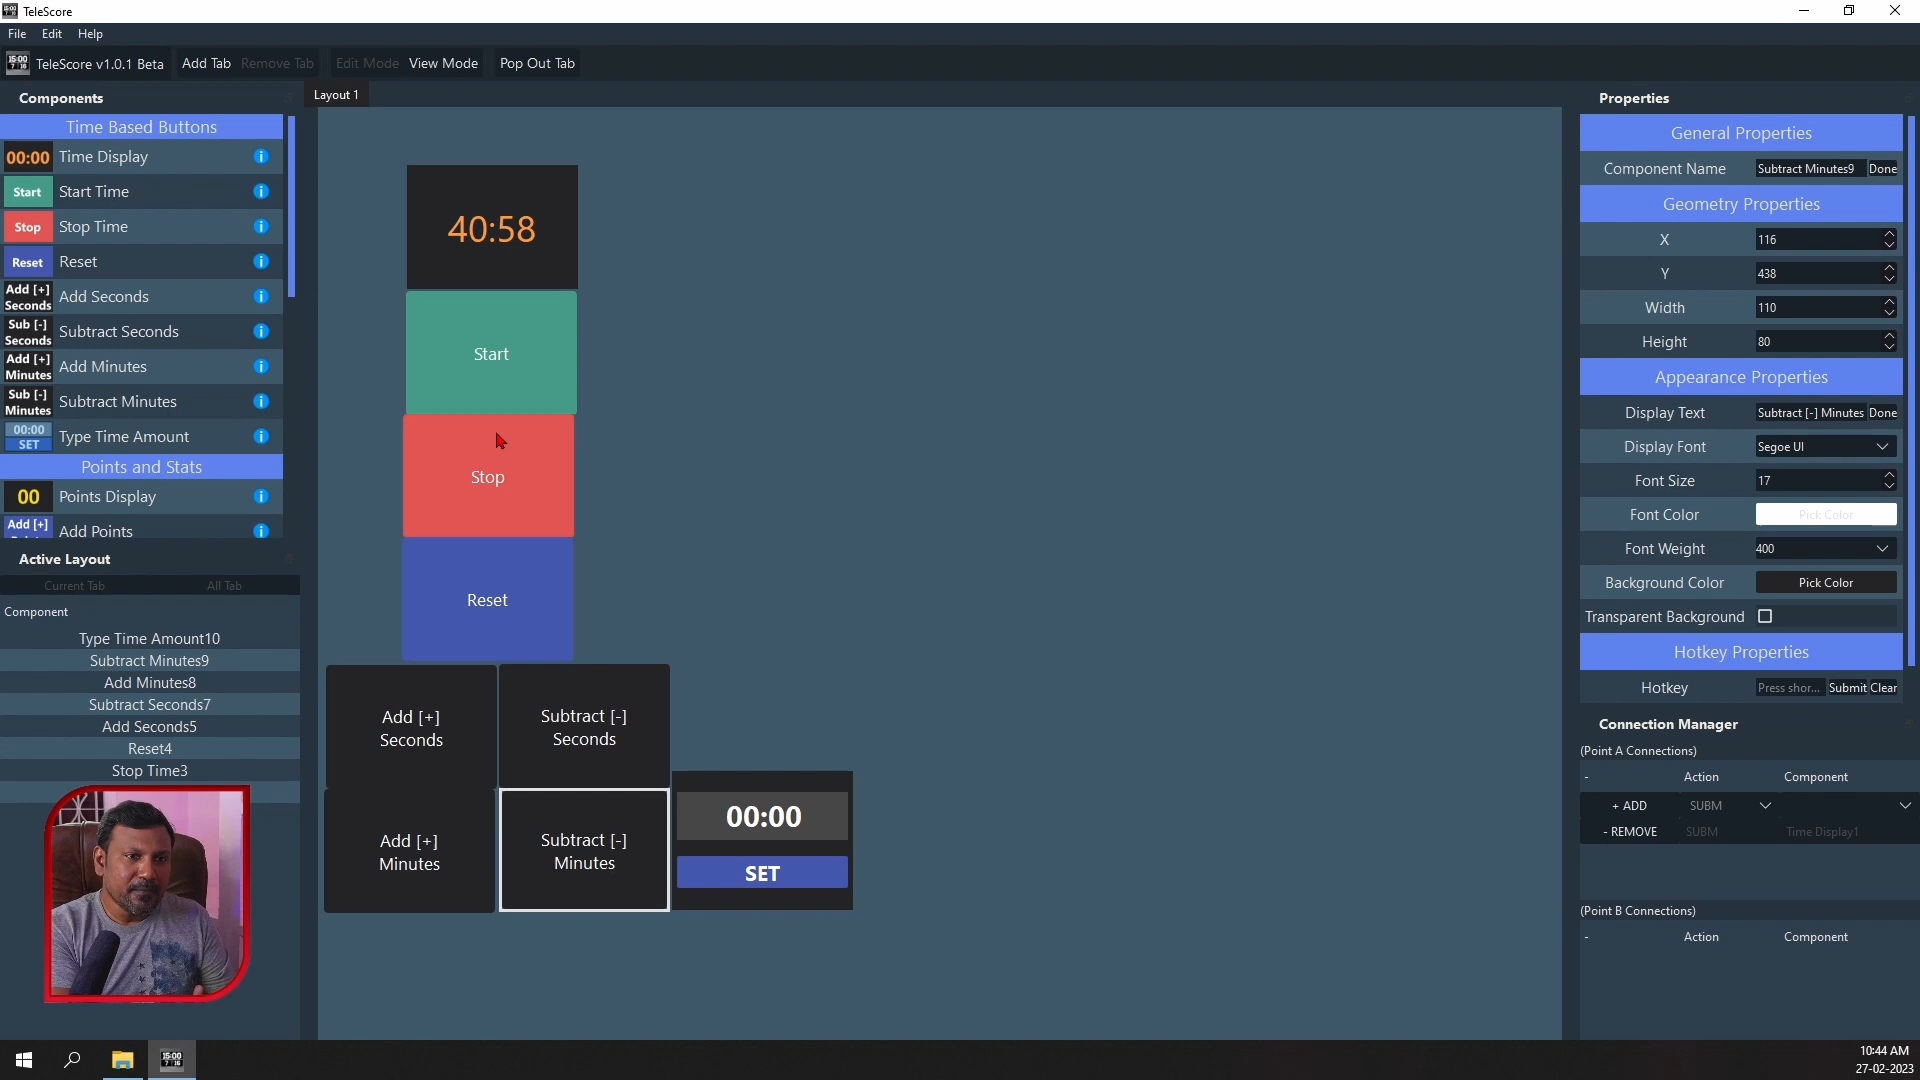 TeleScore
File Edit Help
TeleScore v1.0.1 Beta Add Tab Remove Tab Edit Mode View Mode Pop Out Tab
Components
Time Based Buttons
00:00 Time Display
Start Start Time
Stop Stop Time
Reset Reset
Add [+] Seconds Add Seconds
Sub [-] Seconds Subtract Seconds
Add [+] Minutes Add Minutes
Sub [-] Minutes Subtract Minutes
00:00 SET Type Time Amount
Points and Stats
00 Points Display
Add [+] Add Points
Active Layout
Current Tab All Tab
Component
Type Time Amount10
Subtract Minutes9
Add Minutes8
Subtract Seconds7
Add Seconds5
Reset4
Stop Time3
Layout 1
40:58
Start
Stop
Reset
Add [+]
Seconds
Subtract [-]
Seconds
Add [+]
Minutes
Subtract [-]
Minutes
00:00
SET
Properties
General Properties
Component Name Subtract Minutes9 Done
Geometry Properties
X 116
Y 438
Width 110
Height 80
Appearance Properties
Display Text Subtract [-] Minutes Done
Display Font Segoe UI
Font Size 17
Font Color Pick Color
Font Weight 400
Background Color Pick Color
Transparent Background
Hotkey Properties
Hotkey Press shor... Submit Clear
Connection Manager
(Point A Connections)
- Action Component
+ ADD SUBM
- REMOVE SUBM Time Display1
(Point B Connections)
- Action Component
10:44 AM
27-02-2023